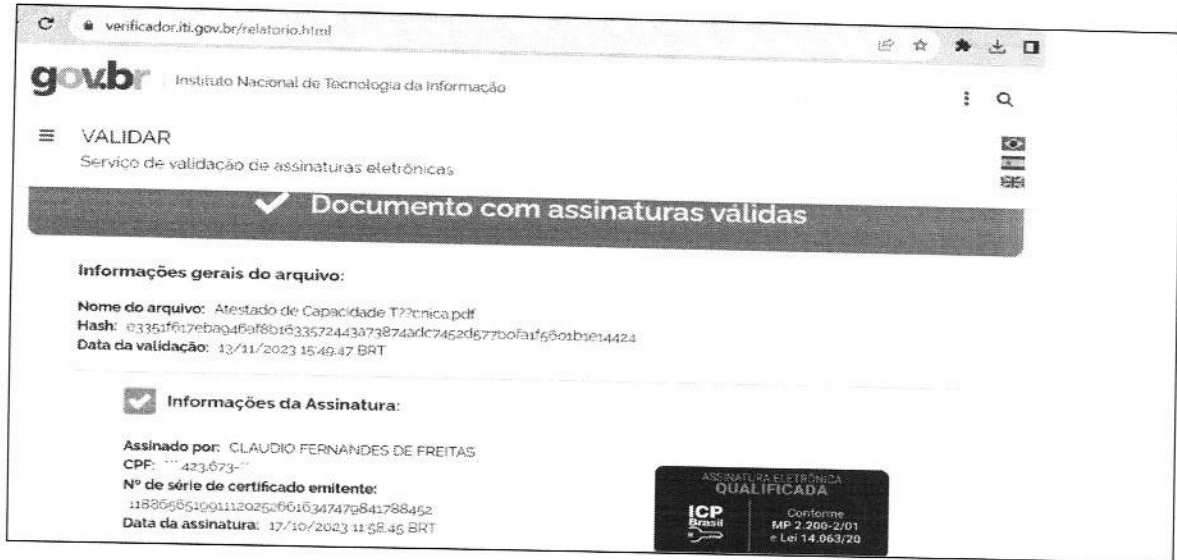 verificador.iti.gov.br/relatorio.html
gov.br Instituto Nacional de Tecnologia da Informação
VALIDAR
Serviço de validação de assinaturas eletrônicas
Documento com assinaturas válidas
Informações gerais do arquivo:
Nome do arquivo: Atestado de Capacidade T??cnica.pdf
Hash:
Data da validação: 13/11/2023 15:49:47 BRT
Informações da Assinatura:
Assinado por: CLAUDIO FERNANDES DE FREITAS
CPF: ***.423.673-**
Nº de série de certificado emitente:
Data da assinatura: 17/10/2023 11:58:45 BRT
ASSINATURA ELETRÔNICA
QUALIFICADA
ICP
Brasil
Conforme
MP 2.200-2/01
e Lei 14.063/20